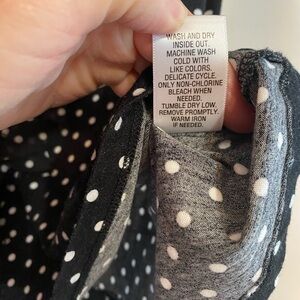 WASH AND DRY
INSIDE OUT.
MACHINE WASH
COLD WITH
LIKE COLORS.
DELICATE CYCLE.
ONLY NON-CHLORINE
BLEACH WHEN
NEEDED.
TUMBLE DRY LOW.
REMOVE PROMPTLY.
WARM IRON
IF NEEDED.